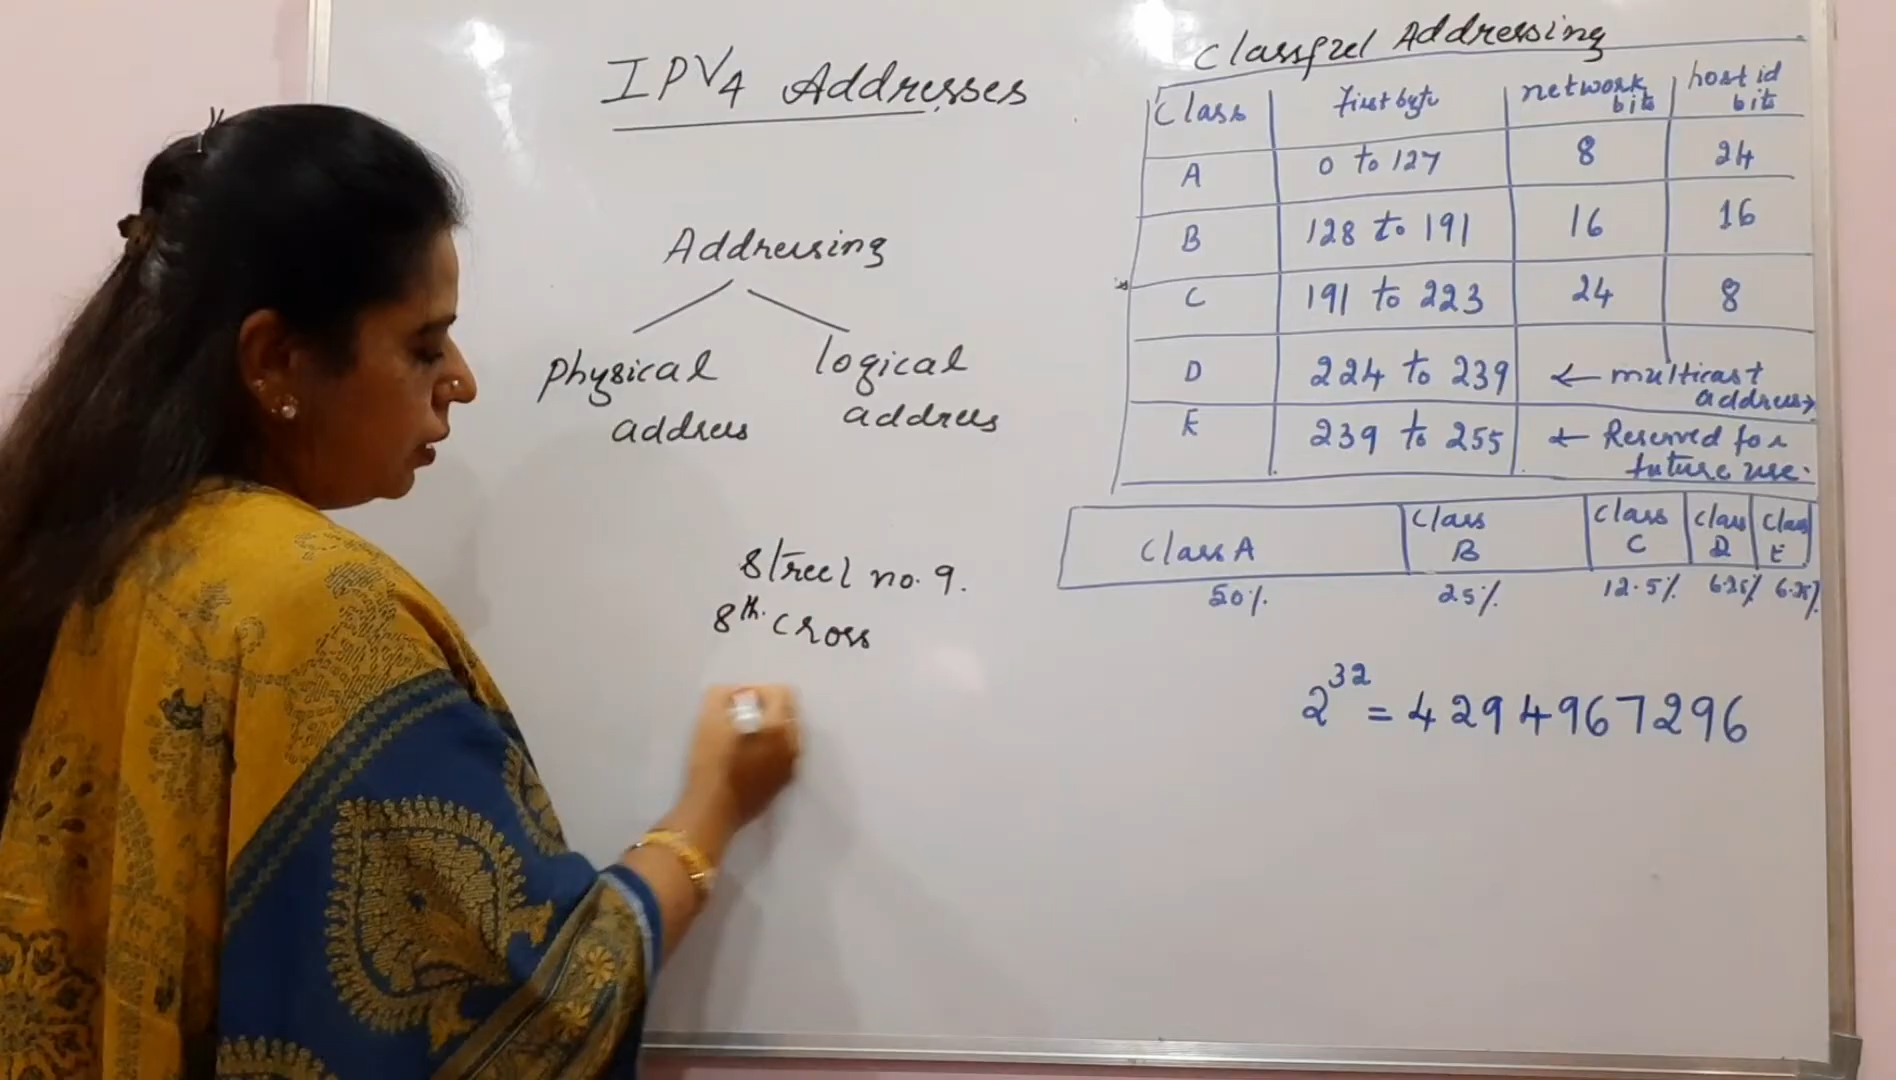 IPV4 Addresses
Addressing
physical address
logical address
Street no. 9.
8th cross
Classful Addressing
Class First byte network bits host id bits
A 0 to 127 8 24
B 128 to 191 16 16
C 191 to 223 24 8
D 224 to 239 ← multicast address
E 239 to 255 ← Reserved for future use.
Class A Class B Class C Class D Class E
50% 25% 12.5% 6.25% 6.25%
2^32 = 4294967296